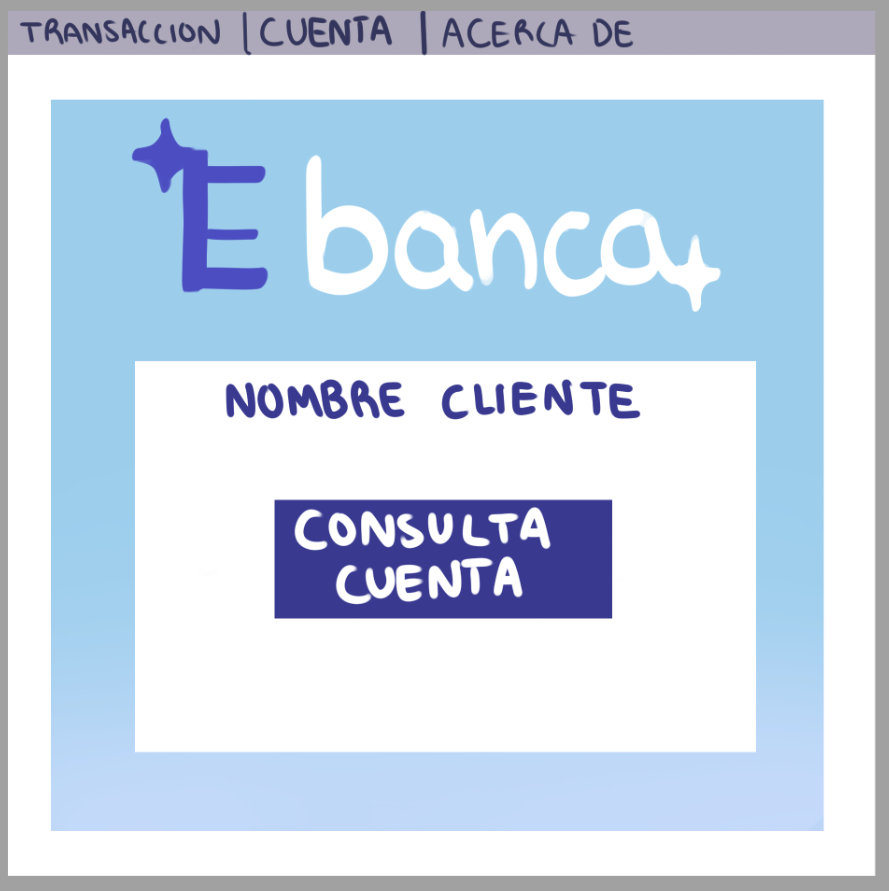 TRANSACCION | CUENTA | ACERCA DE
E banca
NOMBRE CLIENTE
CONSULTA
CUENTA